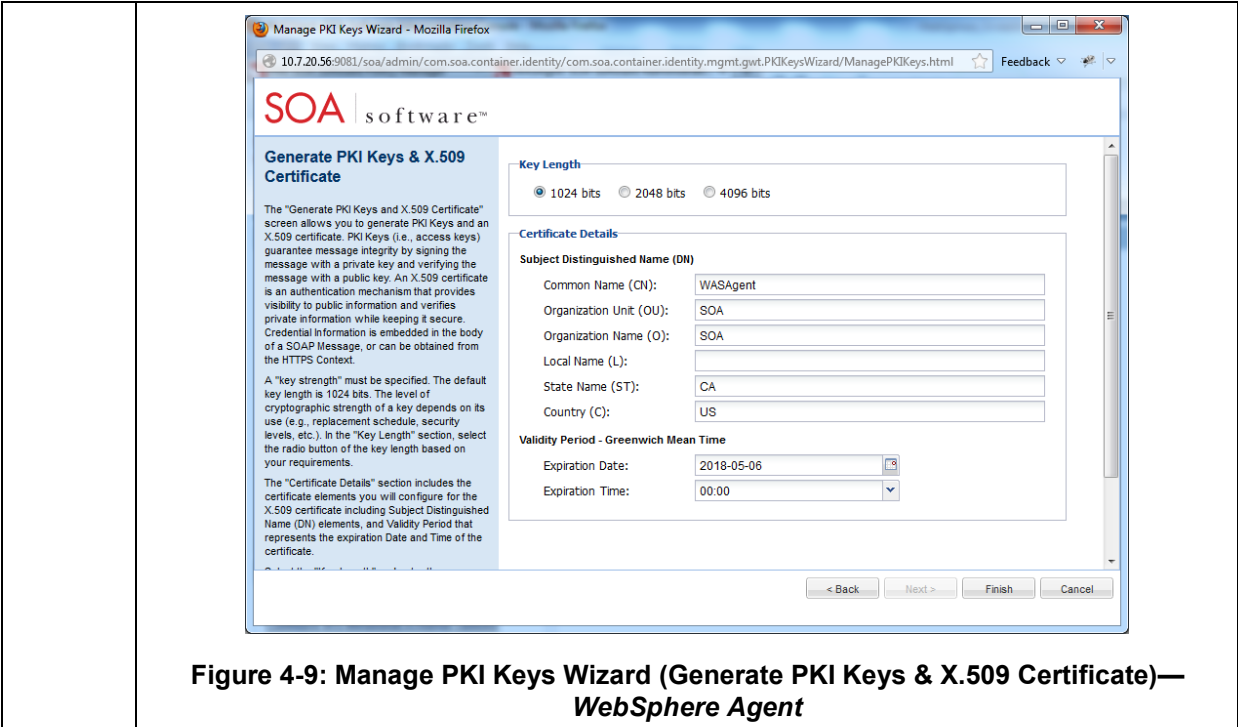 Manage PKI Keys Wizard - Mozilla Firefox
10.7.20.56:9081/soa/admin/com.soa.container.identity/com.soa.container.identity.mgmt.gwt.PKIKeysWizard/ManagePKIKeys.html
Feedback
SOA software™
Generate PKI Keys & X.509
Certificate
The "Generate PKI Keys and X.509 Certificate"
screen allows you to generate PKI Keys and an
X.509 certificate. PKI Keys (i.e., access keys)
guarantee message integrity by signing the
message with a private key and verifying the
message with a public key. An X.509 certificate
is an authentication mechanism that provides
visibility to public information and verifies
private information while keeping it secure.
Credential Information is embedded in the body
of a SOAP Message, or can be obtained from
the HTTPS Context.
A "key strength" must be specified. The default
key length is 1024 bits. The level of
cryptographic strength of a key depends on its
use (e.g., replacement schedule, security
levels, etc.). In the "Key Length" section, select
the radio button of the key length based on
your requirements.
The "Certificate Details" section includes the
certificate elements you will configure for the
X.509 certificate including Subject Distinguished
Name (DN) elements, and Validity Period that
represents the expiration Date and Time of the
certificate.
Key Length
1024 bits 2048 bits 4096 bits
Certificate Details
Subject Distinguished Name (DN)
Common Name (CN): WASAgent
Organization Unit (OU): SOA
Organization Name (O): SOA
Local Name (L):
State Name (ST): CA
Country (C): US
Validity Period - Greenwich Mean Time
Expiration Date: 2018-05-06
Expiration Time: 00:00
< Back Next > Finish Cancel
Figure 4-9: Manage PKI Keys Wizard (Generate PKI Keys & X.509 Certificate)—
WebSphere Agent